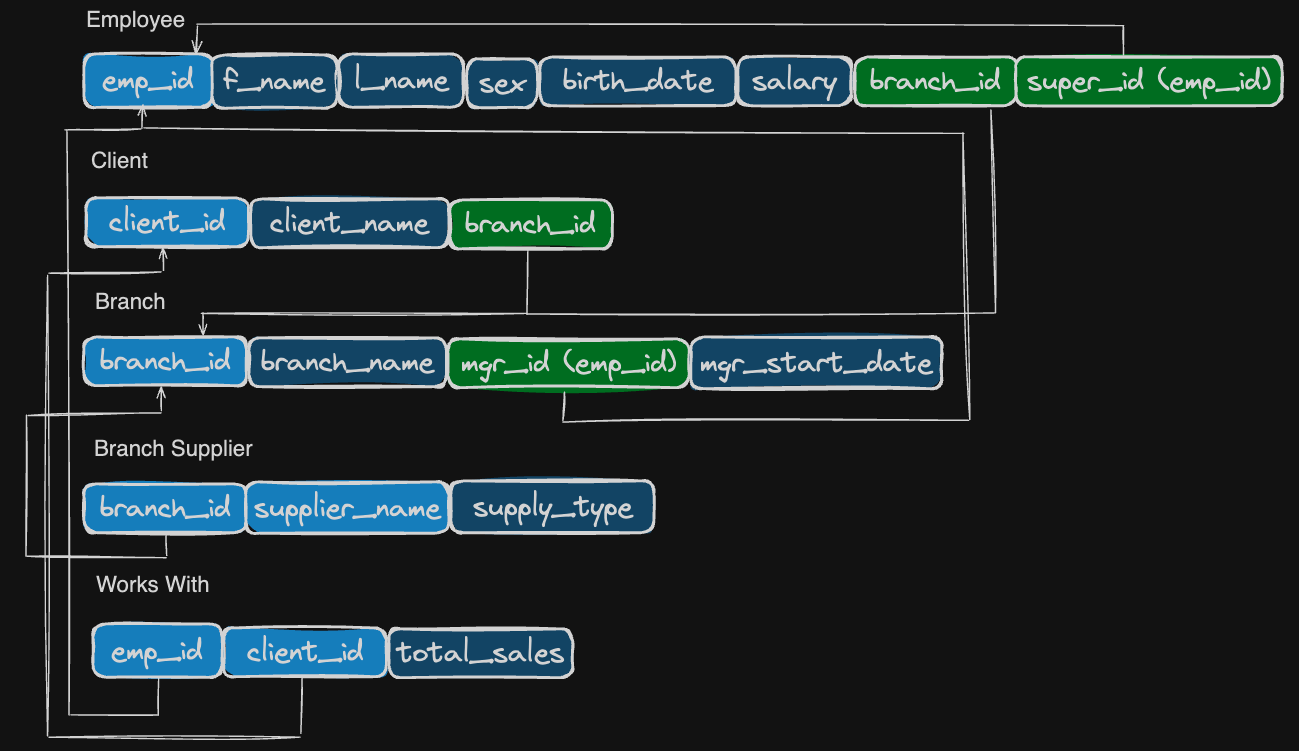 Employee
emp_id f_name l_name sex birth_date salary branch_id super_id (emp_id)
Client
client_id client_name branch_id
Branch
branch_id branch_name mgr_id (emp_id) mgr_start_date
Branch Supplier
branch_id supplier_name supply_type
Works With
emp_id client_id total_sales